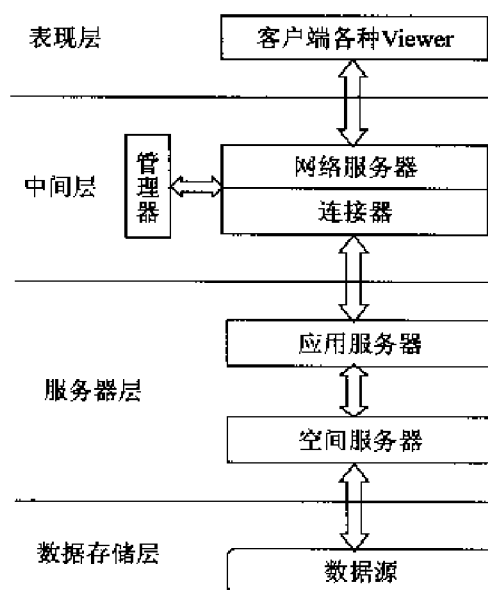 表现层
客户端各种Viewer
中间层
管理器
网络服务器
连接器
服务器层
应用服务器
空间服务器
数据存储层
数据源